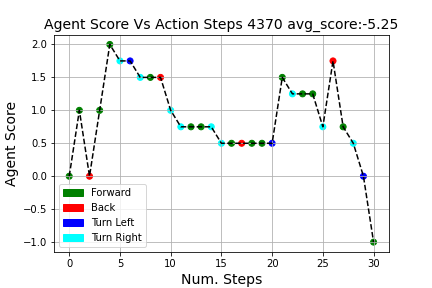 Agent Score Vs Action Steps 4370 avg_score:-5.25
2.0
1.5
1.0
0.5
0.0
−0.5
−1.0
Agent Score
Forward
Back
Turn Left
Turn Right
0 5 10 15 20 25 30
Num. Steps